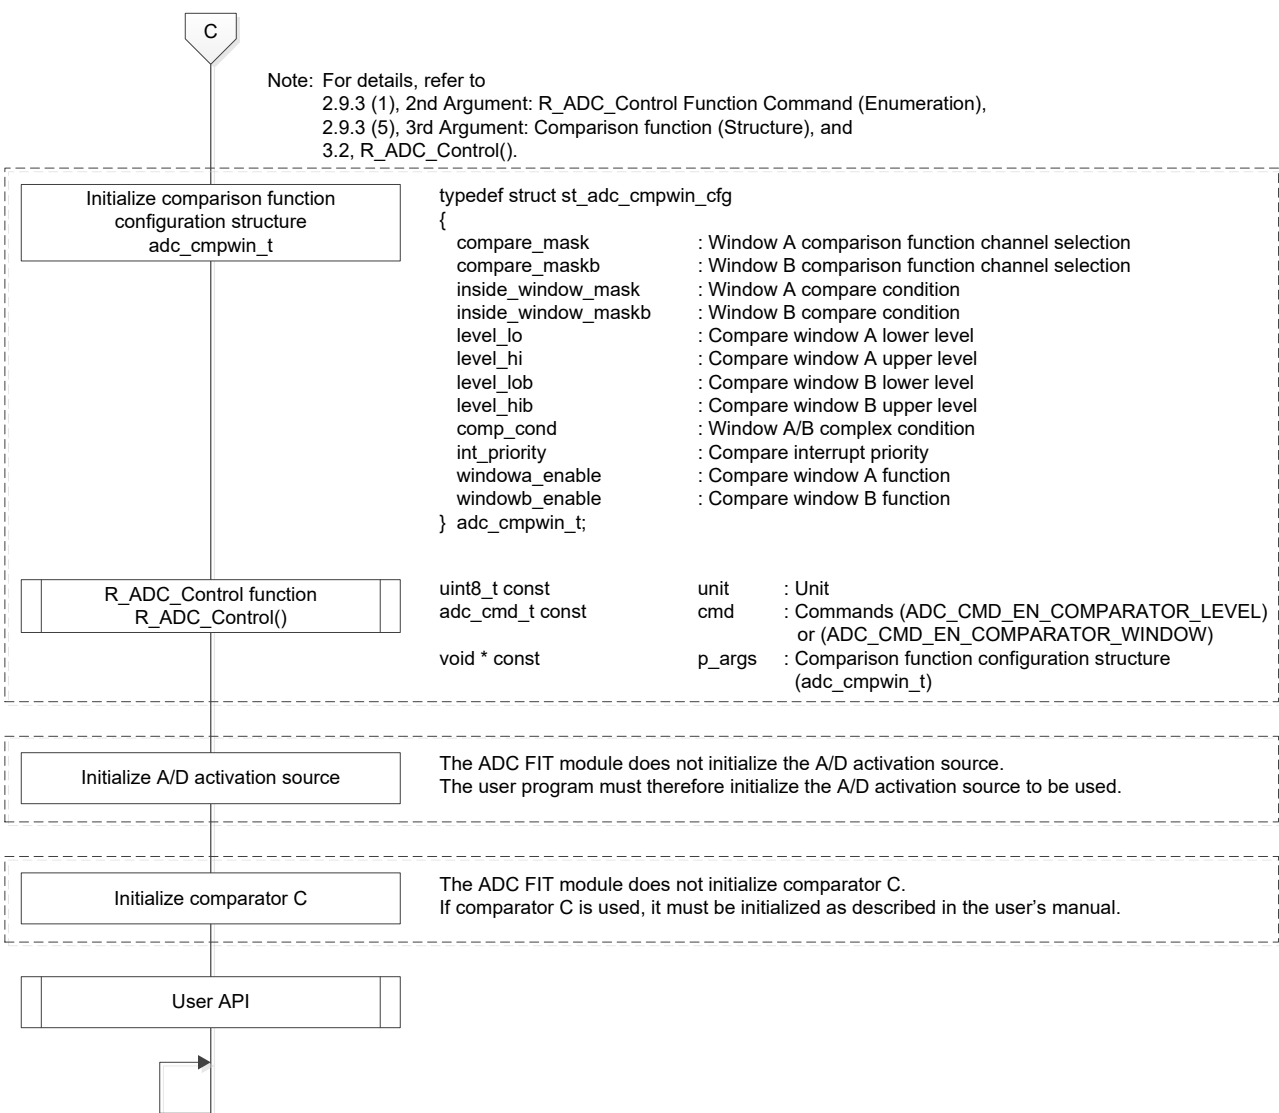 C
Note: For details, refer to
2.9.3 (1), 2nd Argument: R_ADC_Control Function Command (Enumeration),
2.9.3 (5), 3rd Argument: Comparison function (Structure), and
3.2, R_ADC_Control().
Initialize comparison function
configuration structure
adc_cmpwin_t
typedef struct st_adc_cmpwin_cfg
{
compare_mask : Window A comparison function channel selection
compare_maskb : Window B comparison function channel selection
inside_window_mask : Window A compare condition
inside_window_maskb : Window B compare condition
level_lo : Compare window A lower level
level_hi : Compare window A upper level
level_lob : Compare window B lower level
level_hib : Compare window B upper level
comp_cond : Window A/B complex condition
int_priority : Compare interrupt priority
windowa_enable : Compare window A function
windowb_enable : Compare window B function
} adc_cmpwin_t;
R_ADC_Control function
R_ADC_Control()
uint8_t const unit : Unit
adc_cmd_t const cmd : Commands (ADC_CMD_EN_COMPARATOR_LEVEL)
or (ADC_CMD_EN_COMPARATOR_WINDOW)
void * const p_args : Comparison function configuration structure
(adc_cmpwin_t)
Initialize A/D activation source
The ADC FIT module does not initialize the A/D activation source.
The user program must therefore initialize the A/D activation source to be used.
Initialize comparator C
The ADC FIT module does not initialize comparator C.
If comparator C is used, it must be initialized as described in the user’s manual.
User API